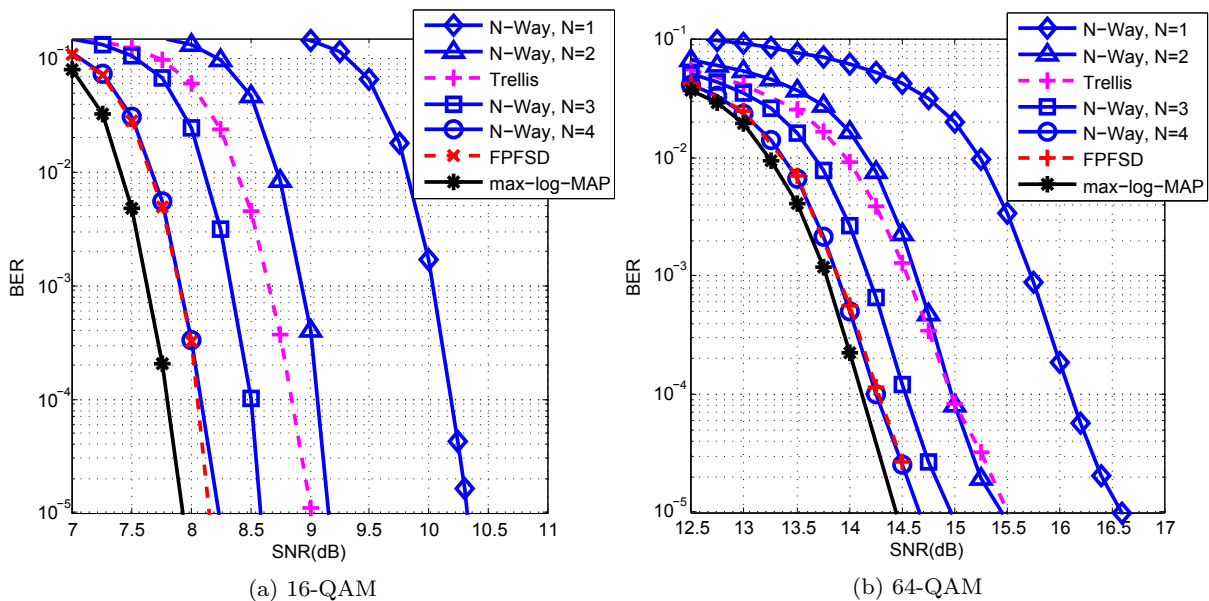 10⁻¹
10⁻²
10⁻³
10⁻⁴
10⁻⁵
BER
7 7.5 8 8.5 9 9.5 10 10.5 11
SNR(dB)
N−Way, N=1
N−Way, N=2
Trellis
N−Way, N=3
N−Way, N=4
FPFSD
max−log−MAP
(a) 16-QAM
10⁻¹
10⁻²
10⁻³
10⁻⁴
10⁻⁵
BER
12.5 13 13.5 14 14.5 15 15.5 16 16.5 17
SNR(dB)
N−Way, N=1
N−Way, N=2
Trellis
N−Way, N=3
N−Way, N=4
FPFSD
max−log−MAP
(b) 64-QAM